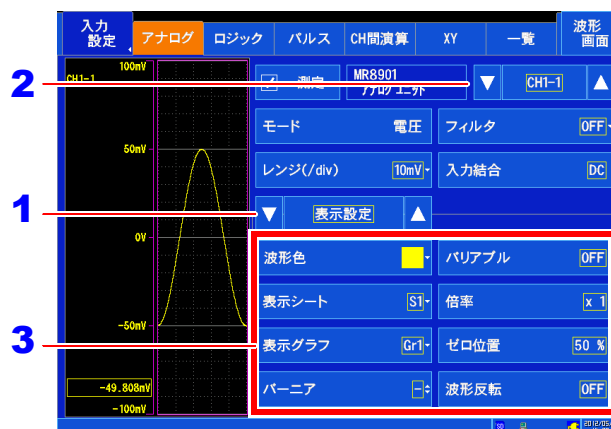 入力
設定
アナログ
ロジック
パルス
CH間演算
XY
一覧
波形
画面
2
CH1-1
100mV
測定
MR8901
アナログ ユニット
▼ CH1-1 ▲
モード 電圧
フィルタ OFF
50mV
レンジ(/div) 10mV
入力結合 DC
1
▼ 表示設定 ▲
0V
波形色
バリアブル OFF
表示シート S1
倍率 x 1
3
-50mV
表示グラフ Gr1
ゼロ位置 50 %
バーニア
波形反転 OFF
-49.808mV
-100mV